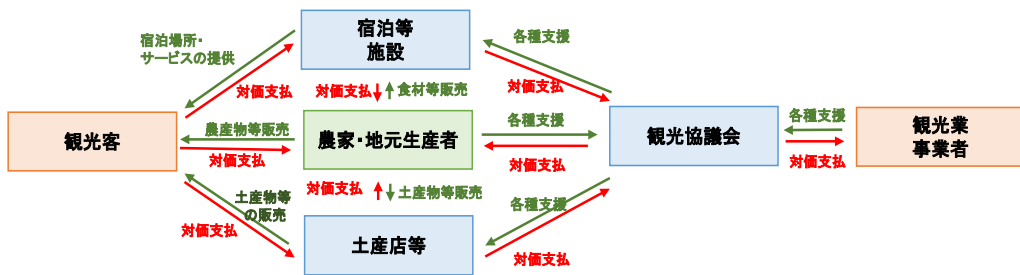 宿泊等
施設
宿泊場所・
サービスの提供
各種支援
対価支払
対価支払
食材等販売
対価支払
観光客
農産物等販売
対価支払
農家・地元生産者
各種支援
対価支払
観光協議会
各種支援
対価支払
観光業
事業者
対価支払
土産物等販売
土産物等
の販売
対価支払
土産店等
各種支援
対価支払